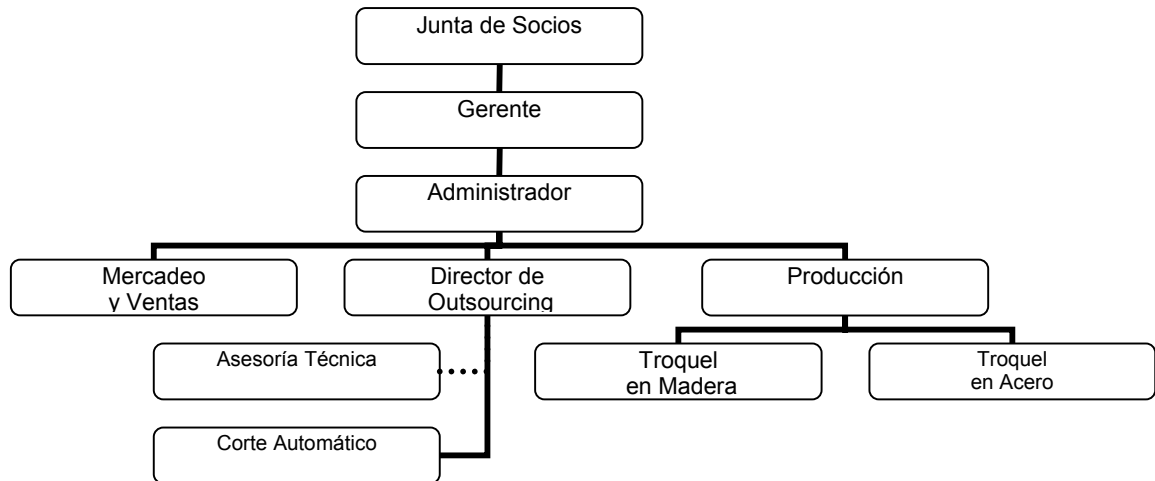 Junta de Socios
Gerente
Administrador
Mercadeo
y Ventas
Director de
Outsourcing
Producción
Asesoría Técnica
Troquel
en Madera
Troquel
en Acero
Corte Automático